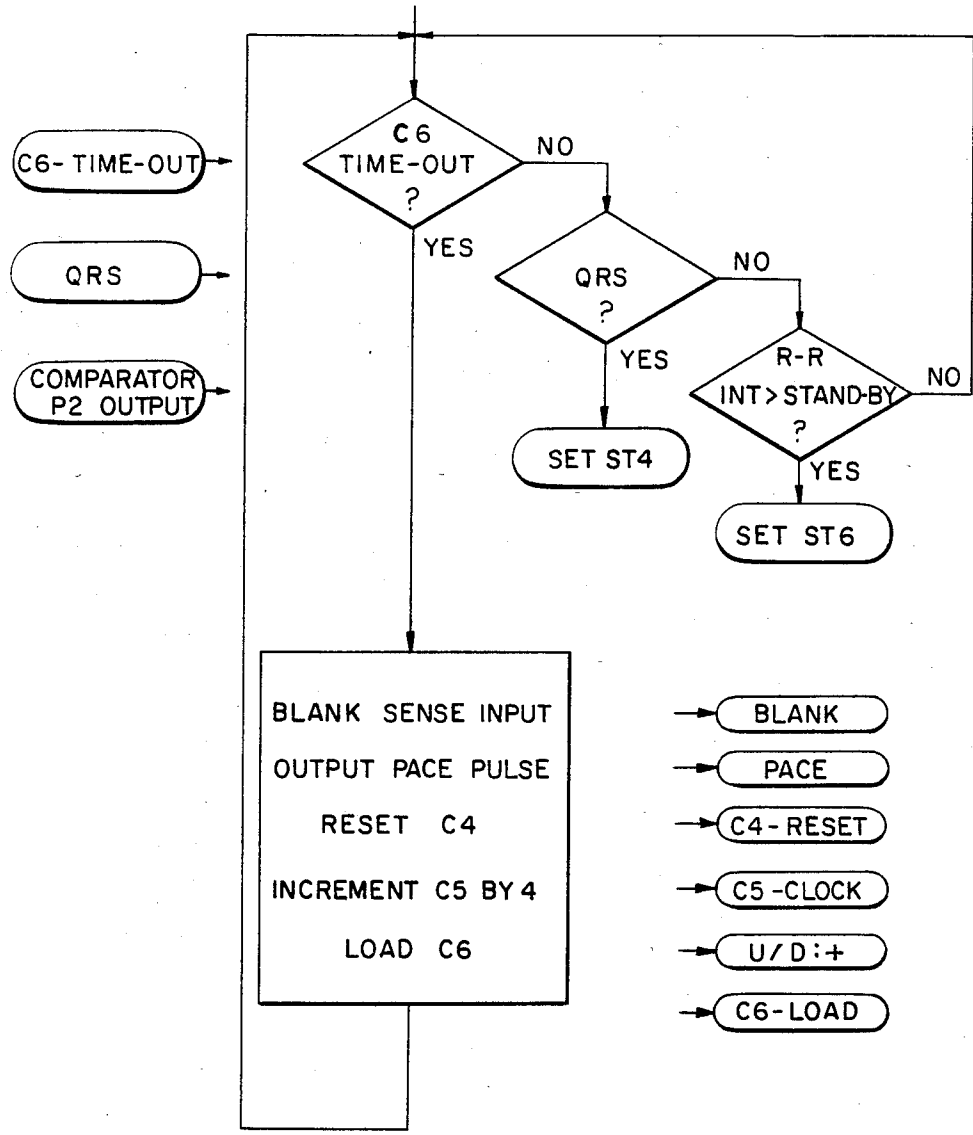 C6
TIME-OUT
?
NO
YES
C6-TIME-OUT
QRS
COMPARATOR
P2 OUTPUT
QRS
?
NO
YES
SET ST4
R-R
INT > STAND-BY
?
NO
YES
SET ST6
BLANK SENSE INPUT
OUTPUT PACE PULSE
RESET C4
INCREMENT C5 BY 4
LOAD C6
BLANK
PACE
C4-RESET
C5-CLOCK
U/D:+
C6-LOAD